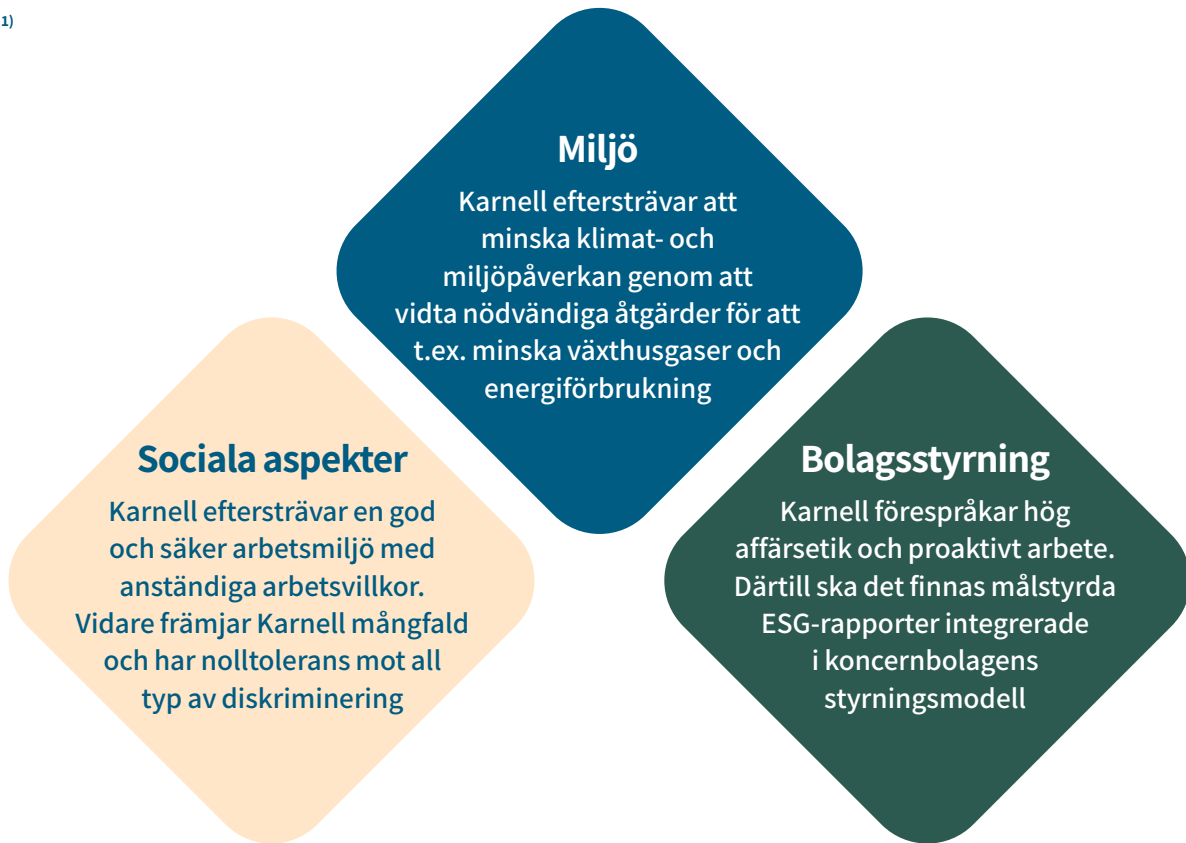 1)
Miljö
Karnell eftersträvar att
minska klimat- och
miljöpåverkan genom att
vidta nödvändiga åtgärder för att
t.ex. minska växthusgaser och
energiförbrukning
Sociala aspekter
Karnell eftersträvar en god
och säker arbetsmiljö med
anständiga arbetsvillkor.
Vidare främjar Karnell mångfald
och har nolltolerans mot all
typ av diskriminering
Bolagsstyrning
Karnell förespråkar hög
affärsetik och proaktivt arbete.
Därtill ska det finnas målstyrda
ESG-rapporter integrerade
i koncernbolagens
styrningsmodell